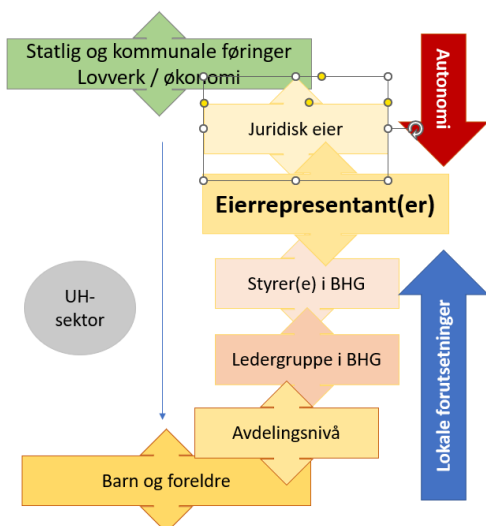 Statlig og kommunale føringer
Lovverk / økonomi
Autonomi
Juridisk eier
Eierrepresentant(er)
Styrer(e) i BHG
UH-
sektor
Ledergruppe i BHG
Lokale forutsetninger
Avdelingsnivå
Barn og foreldre